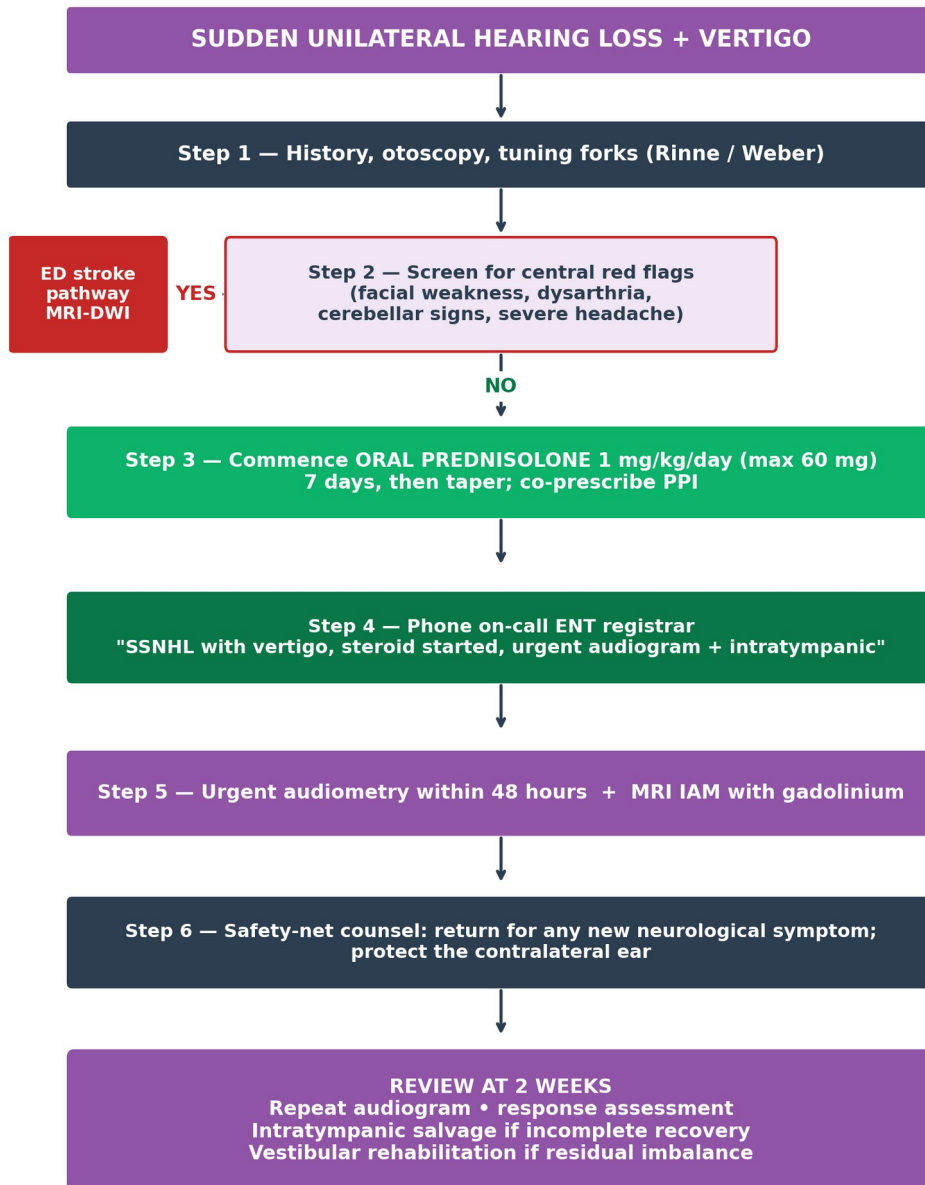 SUDDEN UNILATERAL HEARING LOSS + VERTIGO
Step 1 — History, otoscopy, tuning forks (Rinne / Weber)
ED stroke
pathway
MRI-DWI
YES
Step 2 — Screen for central red flags
(facial weakness, dysarthria,
cerebellar signs, severe headache)
NO
Step 3 — Commence ORAL PREDNISOLONE 1 mg/kg/day (max 60 mg)
7 days, then taper; co-prescribe PPI
Step 4 — Phone on-call ENT registrar
"SSNHL with vertigo, steroid started, urgent audiogram + intratympanic"
Step 5 — Urgent audiometry within 48 hours + MRI IAM with gadolinium
Step 6 — Safety-net counsel: return for any new neurological symptom;
protect the contralateral ear
REVIEW AT 2 WEEKS
Repeat audiogram • response assessment
Intratympanic salvage if incomplete recovery
Vestibular rehabilitation if residual imbalance